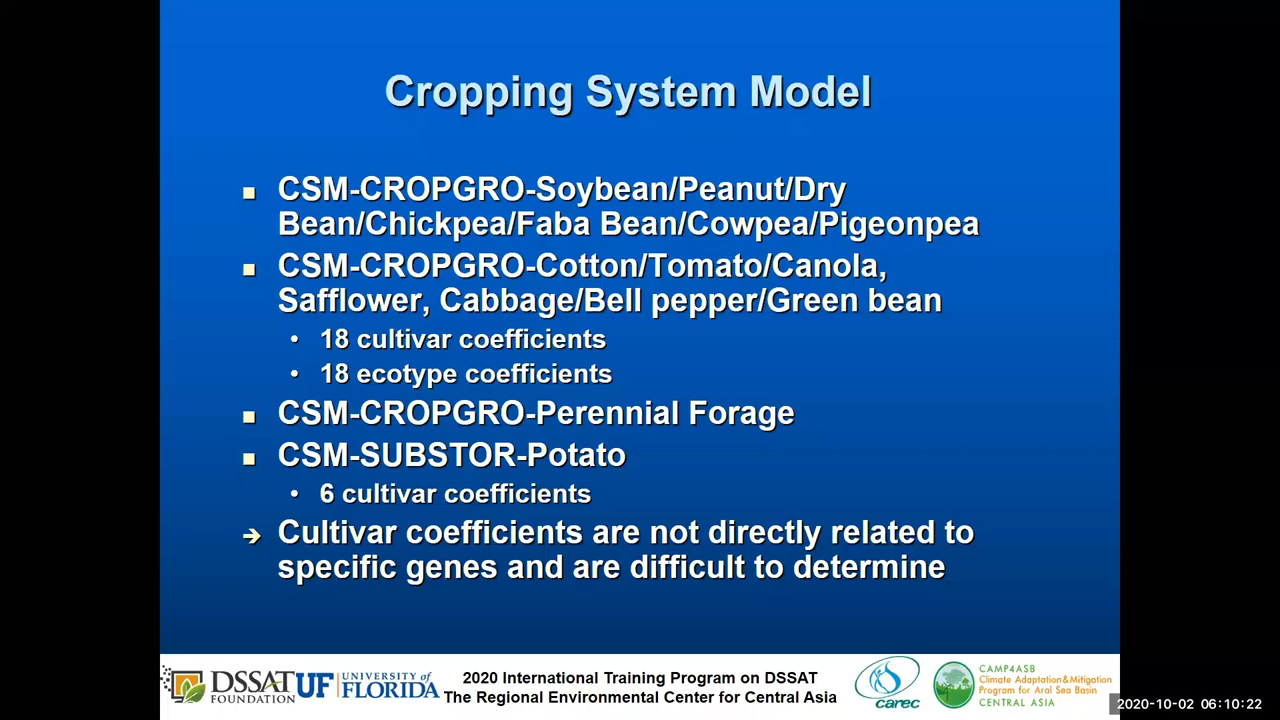 Cropping System Model
CSM-CROPGRO-Soybean/Peanut/Dry
Bean/Chickpea/Faba Bean/Cowpea/Pigeonpea
CSM-CROPGRO-Cotton/Tomato/Canola,
Safflower, Cabbage/Bell pepper/Green bean
• 18 cultivar coefficients
• 18 ecotype coefficients
CSM-CROPGRO-Perennial Forage
CSM-SUBSTOR-Potato
• 6 cultivar coefficients
➔ Cultivar coefficients are not directly related to
specific genes and are difficult to determine
DSSAT
FOUNDATION
UF UNIVERSITY of
FLORIDA
2020 International Training Program on DSSAT
The Regional Environmental Center for Central Asia
carec
CAMP4ASB
Climate Adaptation & Mitigation
Program for Aral Sea Basin
CENTRAL ASIA
2020-10-02 06:10:22